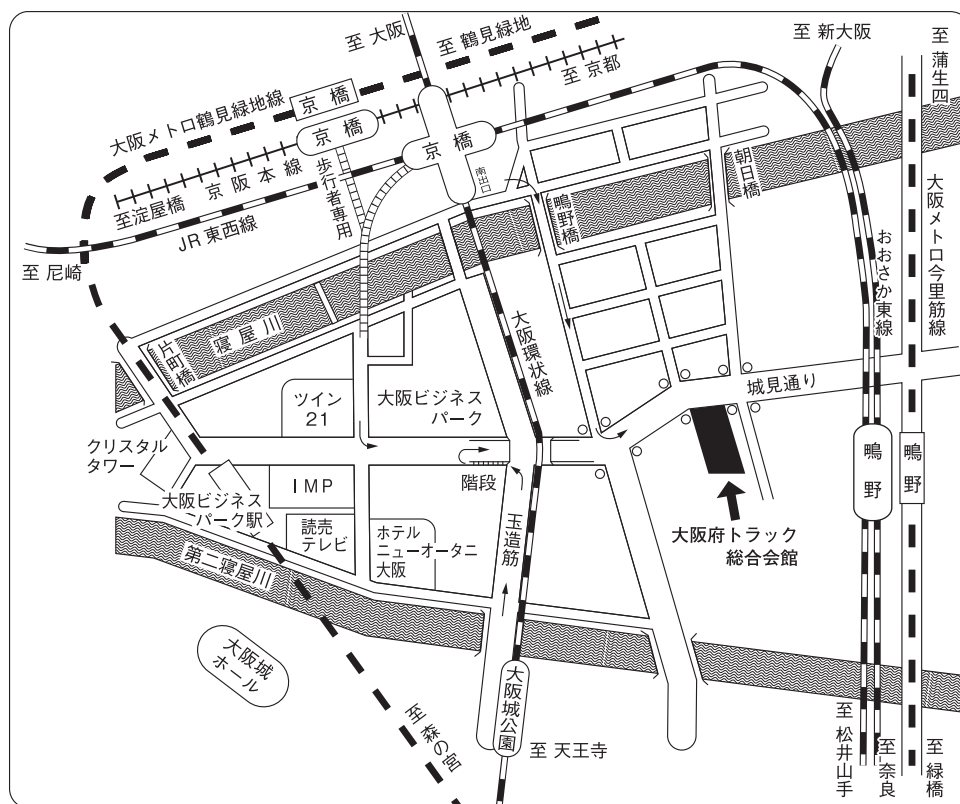 至 大阪
至 鶴見緑地
至 京都
至 新大阪
至 蒲生四
大阪メトロ鶴見緑地線
京橋
京橋
京橋
京阪本線
至淀屋橋
歩行者専用
南出口
JR東西線
至 尼崎
鴫野橋
朝日橋
おおさか東線
大阪メトロ今里筋線
寝屋川
片町橋
大阪環状線
城見通り
ツイン
21
大阪ビジネス
パーク
クリスタル
タワー
階段
IMP
大阪ビジネス
パーク駅
読売
テレビ
ホテル
ニューオータニ
大阪
玉造筋
鴫野
鴫野
大阪府トラック
総合会館
第二寝屋川
大阪城
ホール
大阪城公園
至 森の宮
至 天王寺
至 松井山手
至 奈良
至 緑橋